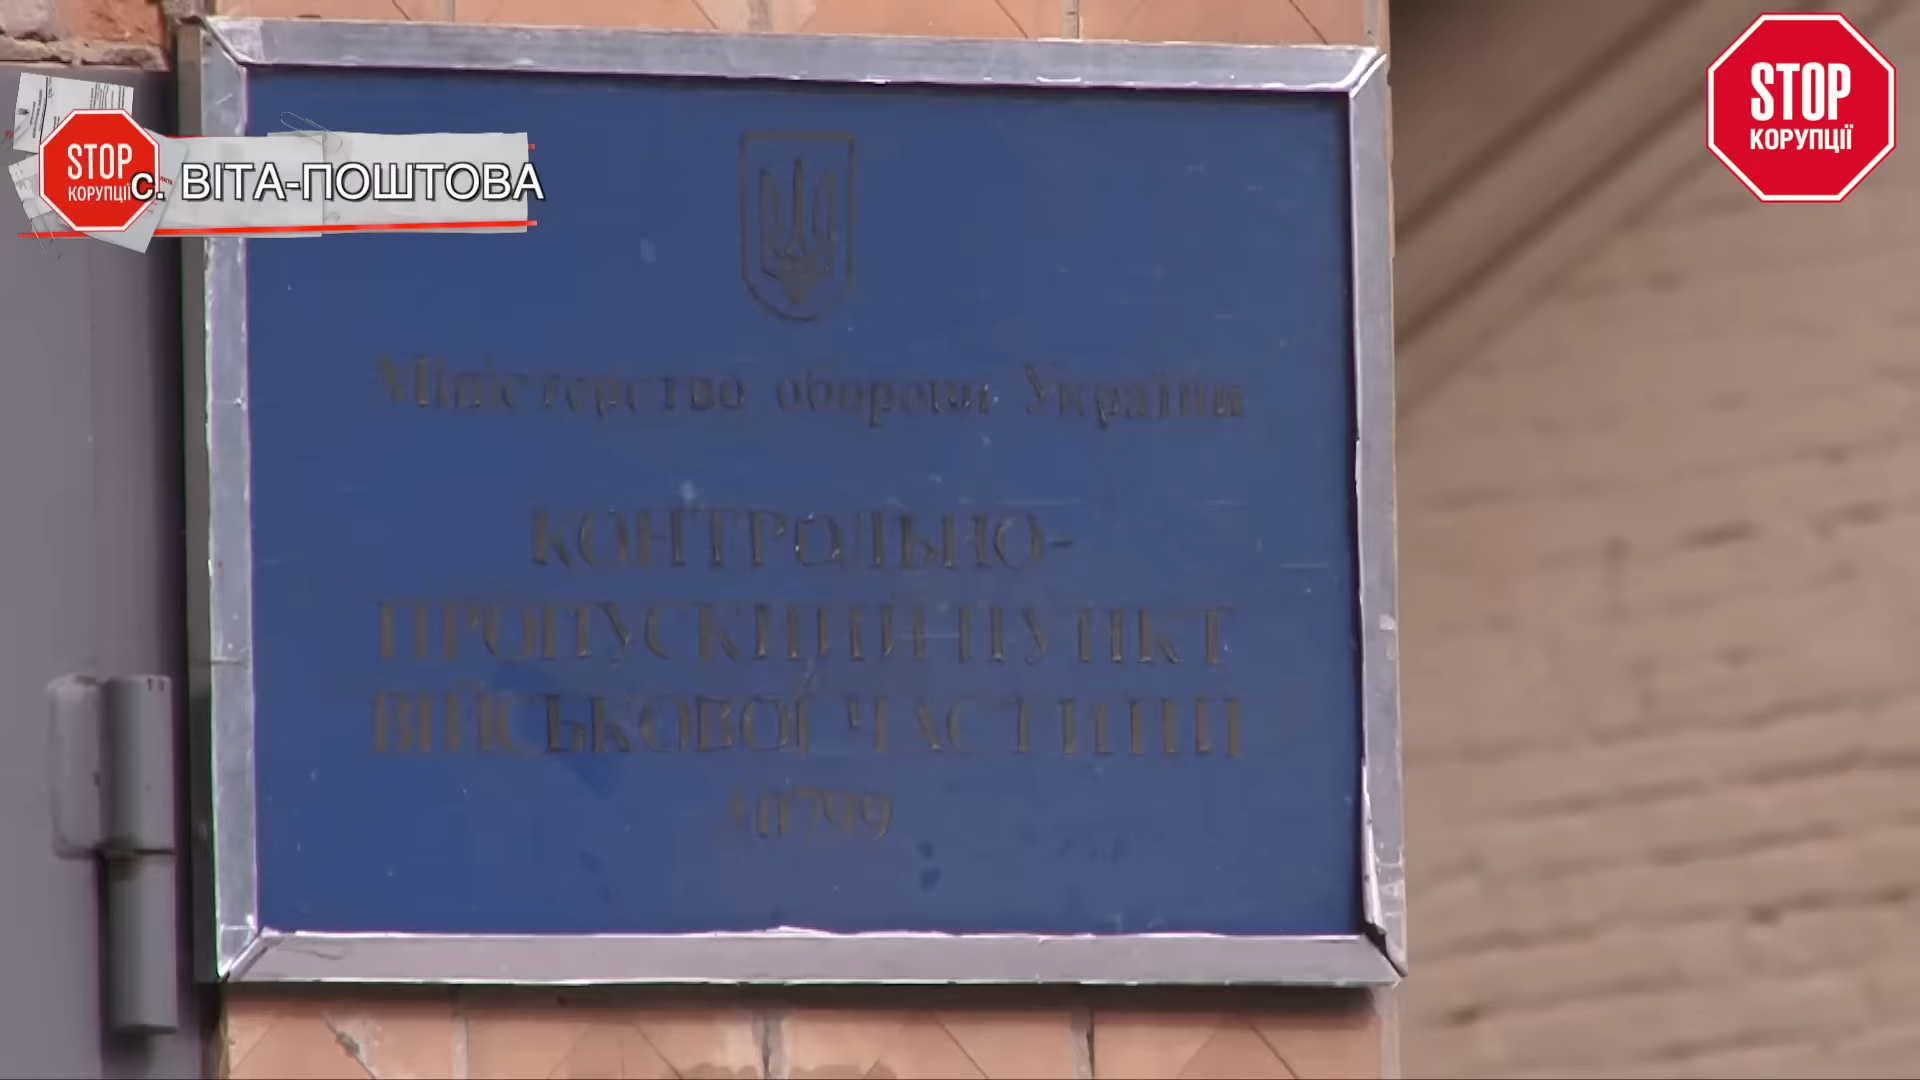 STOP
КОРУПЦІЇ
с. ВІТА-ПОШТОВА
STOP
КОРУПЦІЇ
Міністерство оборони України
КОНТРОЛЬНО-
ПРОПУСКНИЙ ПУНКТ
ВІЙСЬКОВОЇ ЧАСТИНИ
А0799